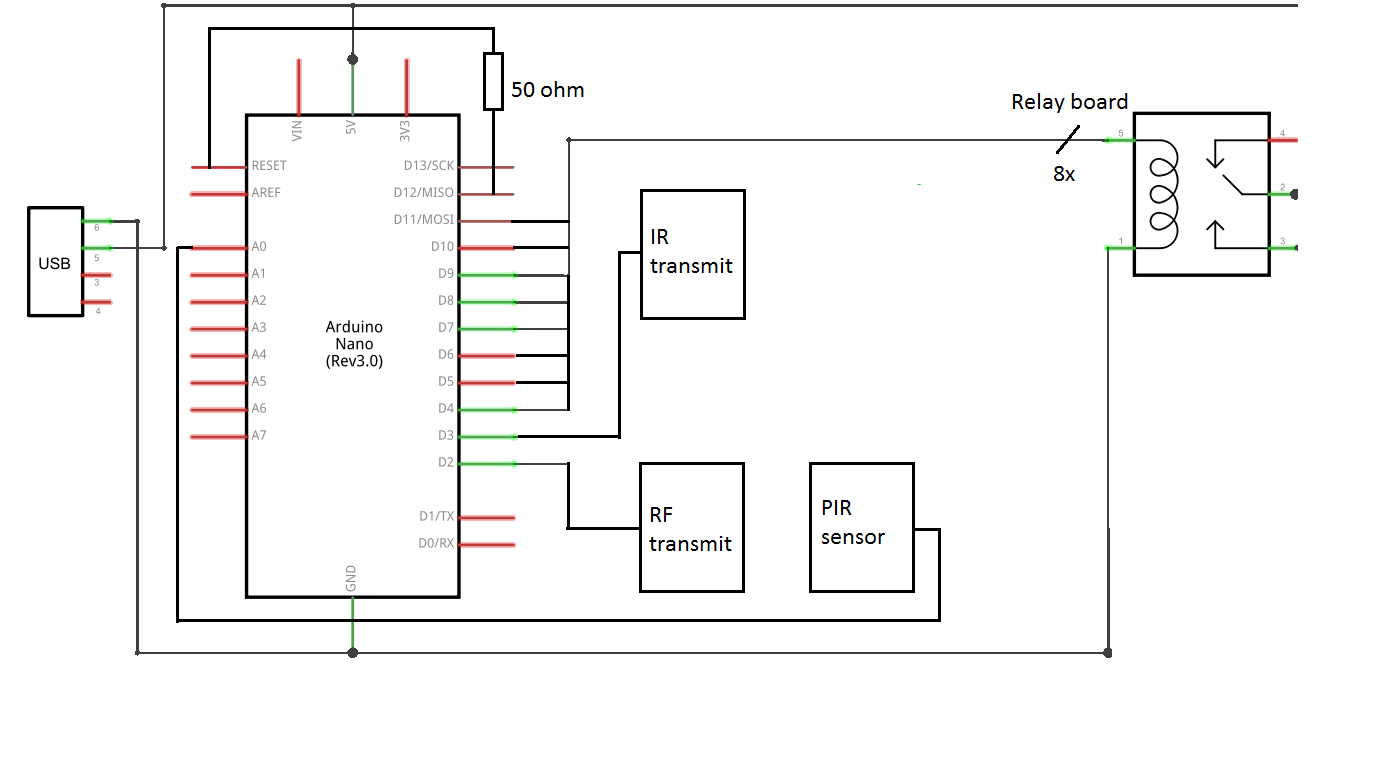 VIN
5V
3V3
50 ohm
Relay board
8x
5
1
4
2
3
RESET
AREF
A0
A1
A2
A3
A4
A5
A6
A7
D13/SCK
D12/MISO
D11/MOSI
D10
D9
D8
D7
D6
D5
D4
D3
D2
D1/TX
D0/RX
GND
Arduino
Nano
(Rev3.0)
USB
6
5
3
4
IR
transmit
RF
transmit
PIR
sensor